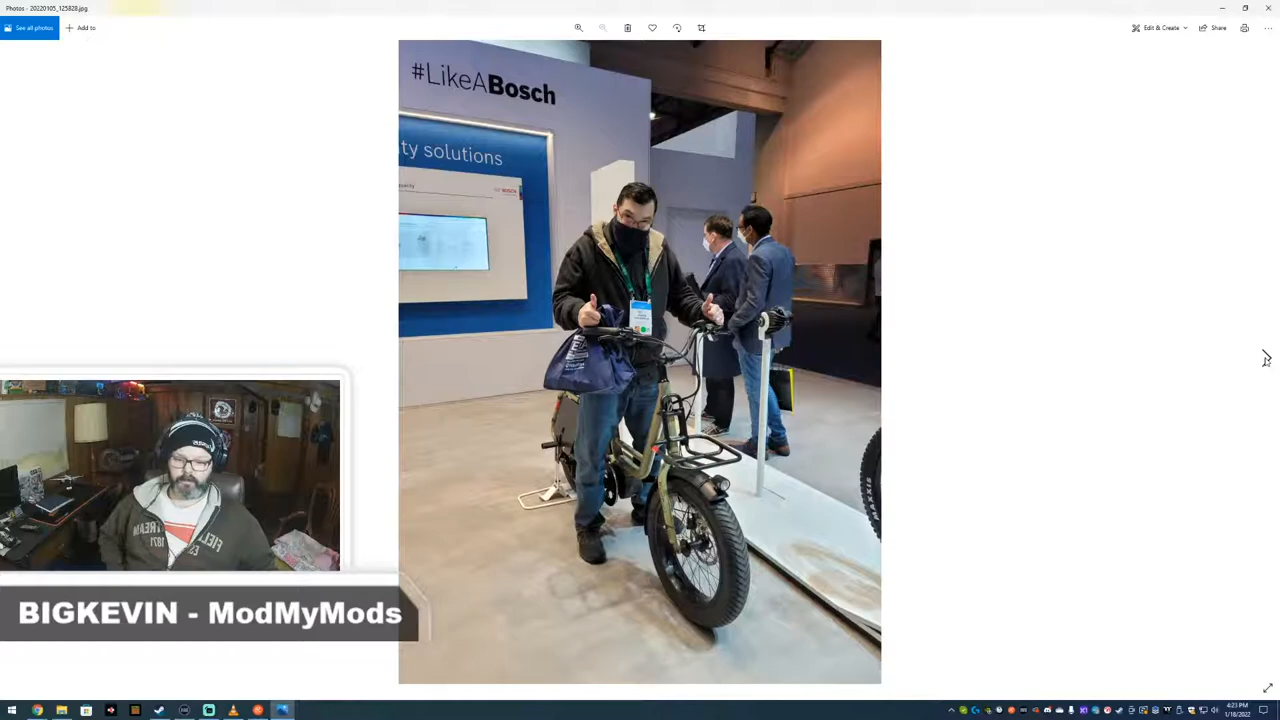 Photos - 20220105_125828.jpg
See all photos
Add to
Edit & Create
Share
#LikeABosch
ty solutions
BOSCH
BIGKEVIN - ModMyMods
4:23 PM
1/18/2022